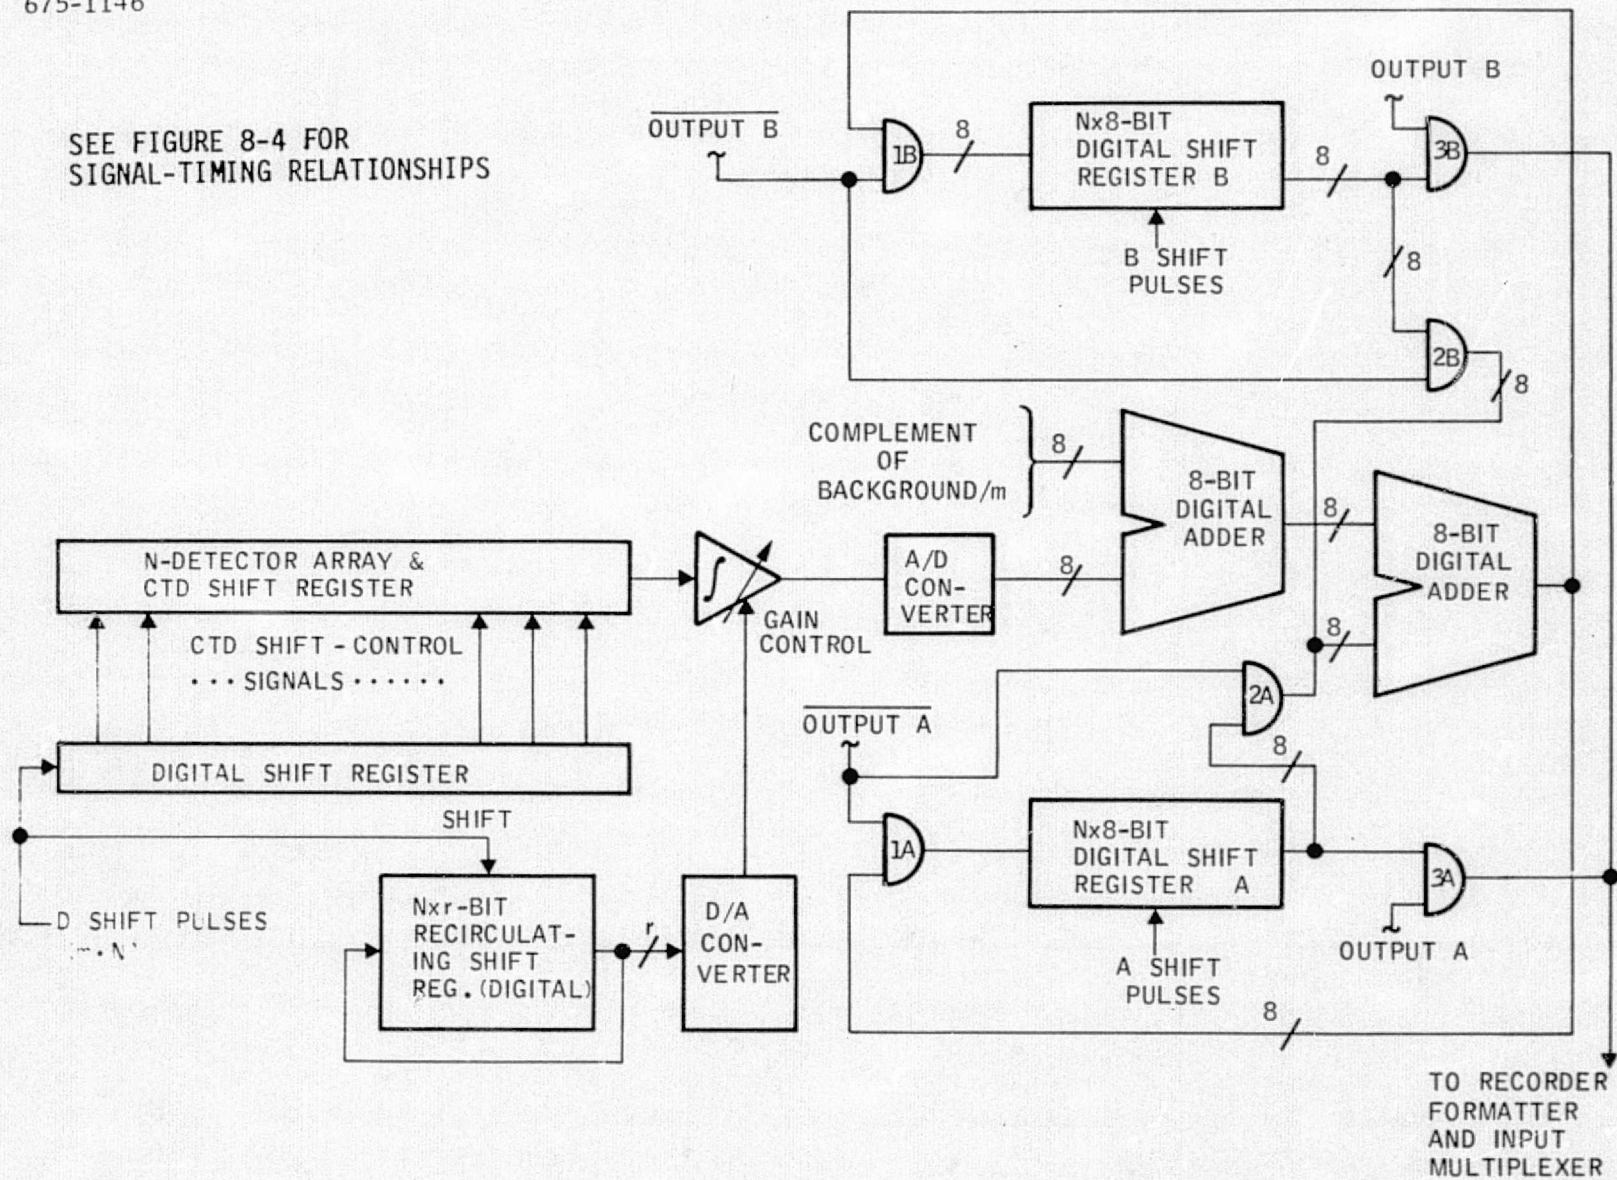 675-1146
SEE FIGURE 8-4 FOR
SIGNAL-TIMING RELATIONSHIPS
OUTPUT B
1B
8
Nx8-BIT
DIGITAL SHIFT
REGISTER B
B SHIFT
PULSES
8
OUTPUT B
3B
8
2B
8
COMPLEMENT
OF
BACKGROUND/m
8
8-BIT
DIGITAL
ADDER
8
8-BIT
DIGITAL
ADDER
8
N-DETECTOR ARRAY &
CTD SHIFT REGISTER
∫
GAIN
CONTROL
A/D
CON-
VERTER
8
CTD SHIFT-CONTROL
···SIGNALS······
DIGITAL SHIFT REGISTER
SHIFT
D SHIFT PULSES
Nxr-BIT
RECIRCULAT-
ING SHIFT
REG.(DIGITAL)
r
D/A
CON-
VERTER
OUTPUT A
2A
8
1A
Nx8-BIT
DIGITAL SHIFT
REGISTER A
A SHIFT
PULSES
3A
OUTPUT A
8
TO RECORDER
FORMATTER
AND INPUT
MULTIPLEXER